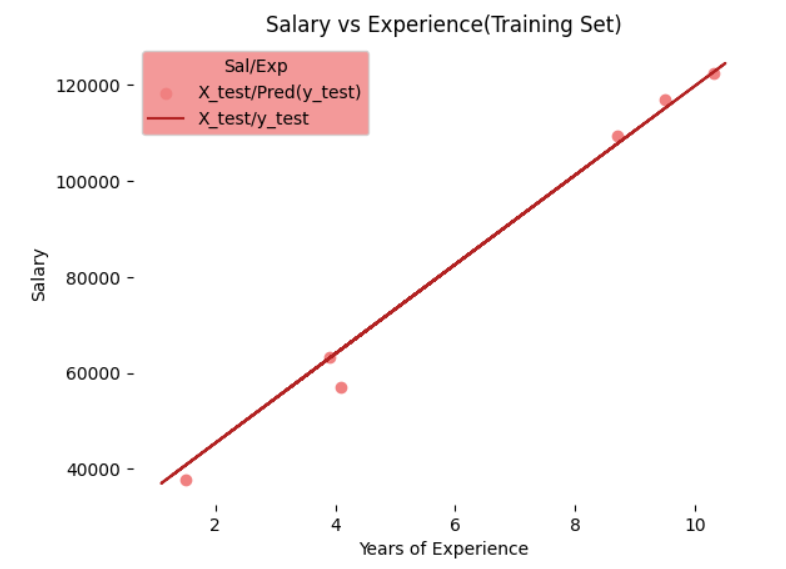 Salary vs Experience(Training Set)
Sal/Exp
X_test/Pred(y_test)
X_test/y_test
120000
100000
80000
60000
40000
Salary
2 4 6 8 10
Years of Experience